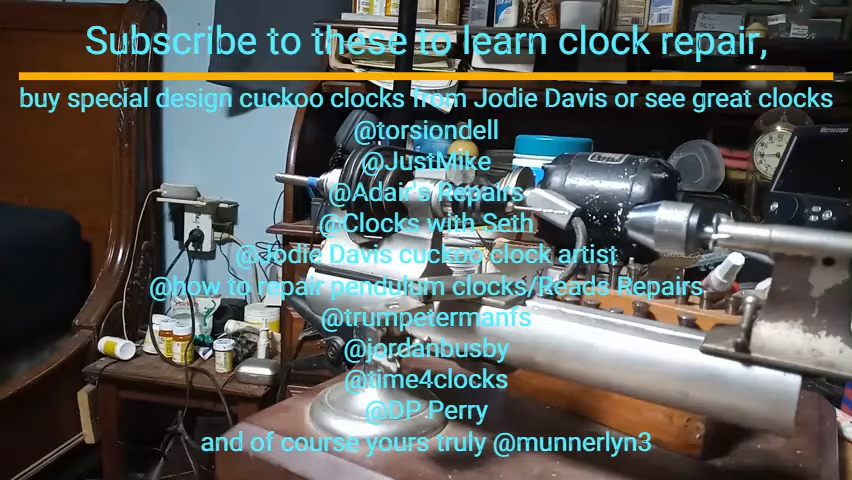 Subscribe to these to learn clock repair,
buy special design cuckoo clocks from Jodie Davis or see great clocks
@torsiondell
@JustMike
@Adair's Repairs
@Clocks with Seth
@Jodie Davis cuckoo clock artist
@how to repair pendulum clocks/Reads Repairs
@trumpetermanfs
@jordanbusby
@time4clocks
@DP Perry
and of course yours truly @munnerlyn3